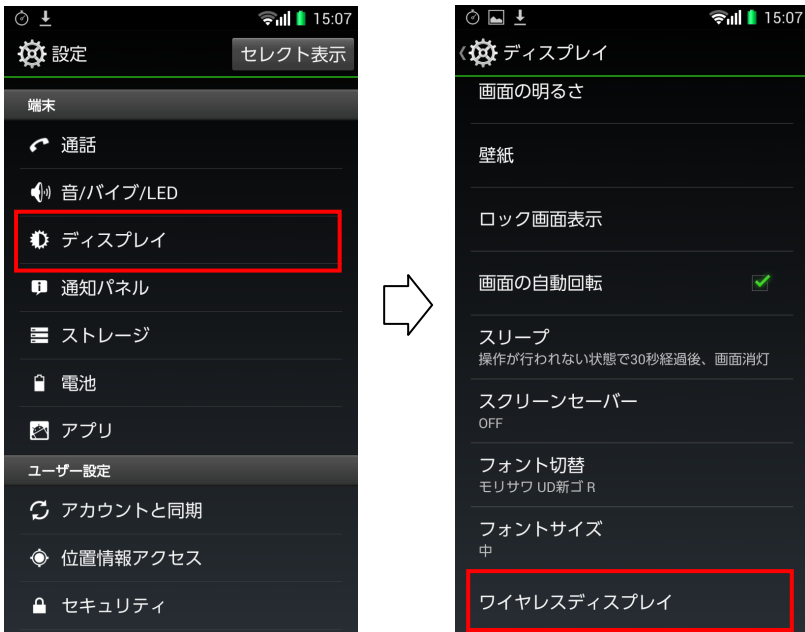 15:07
設定
セレクト表示
端末
通話
音/バイブ/LED
ディスプレイ
通知パネル
ストレージ
電池
アプリ
ユーザー設定
アカウントと同期
位置情報アクセス
セキュリティ
15:07
ディスプレイ
画面の明るさ
壁紙
ロック画面表示
画面の自動回転
スリープ
操作が行われない状態で30秒経過後、画面消灯
スクリーンセーバー
OFF
フォント切替
モリサワ UD新ゴ R
フォントサイズ
中
ワイヤレスディスプレイ